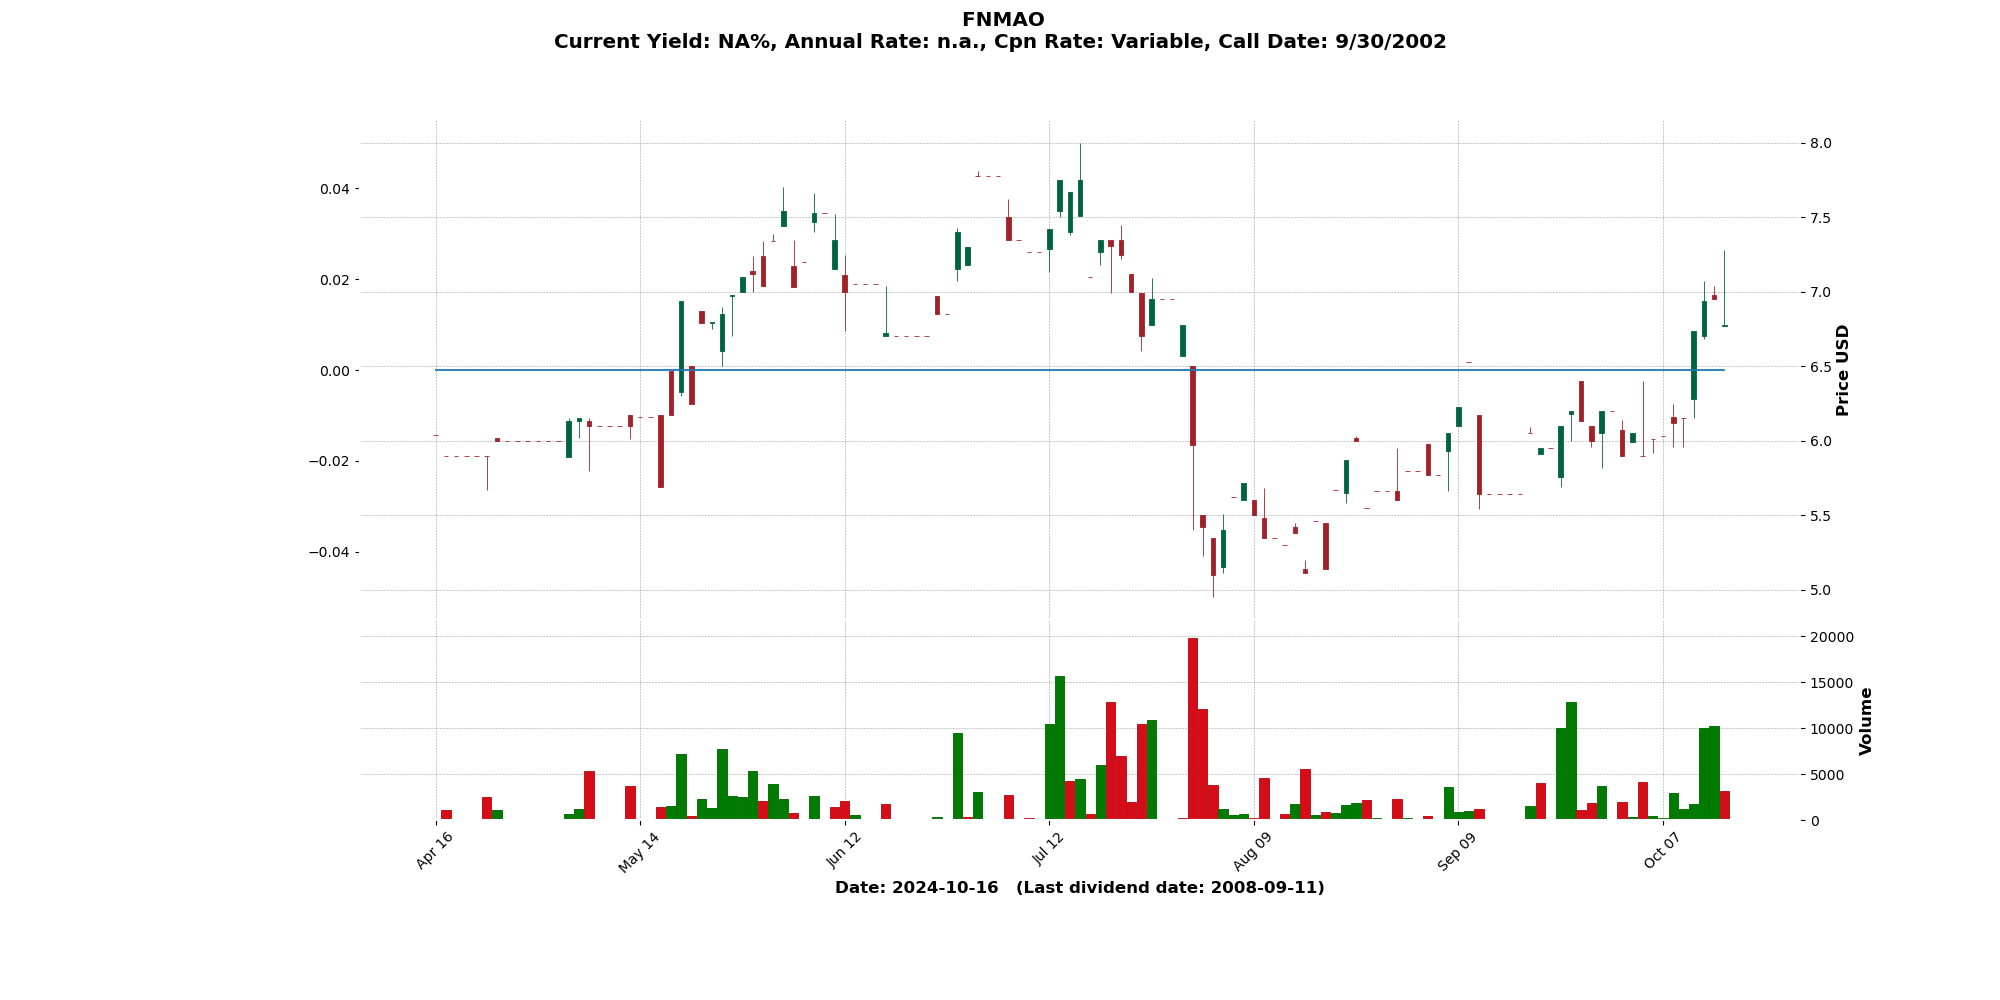 FNMAO
Current Yield: NA%, Annual Rate: n.a., Cpn Rate: Variable, Call Date: 9/30/2002
0.04
0.02
0.00
−0.02
−0.04
8.0
7.5
7.0
6.5
6.0
5.5
5.0
Price USD
20000
15000
10000
5000
0
Volume
Apr 16
May 14
Jun 12
Jul 12
Aug 09
Sep 09
Oct 07
Date: 2024-10-16 (Last dividend date: 2008-09-11)